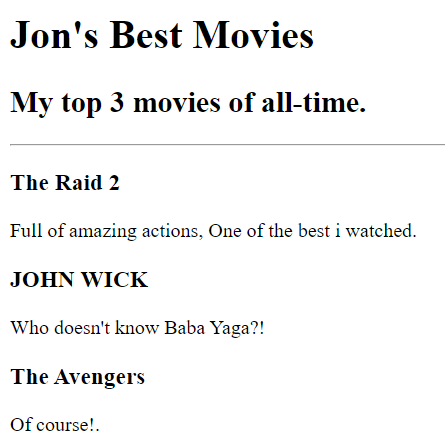 Jon's Best Movies
My top 3 movies of all-time.
The Raid 2
Full of amazing actions, One of the best i watched.
JOHN WICK
Who doesn't know Baba Yaga?!
The Avengers
Of course!.